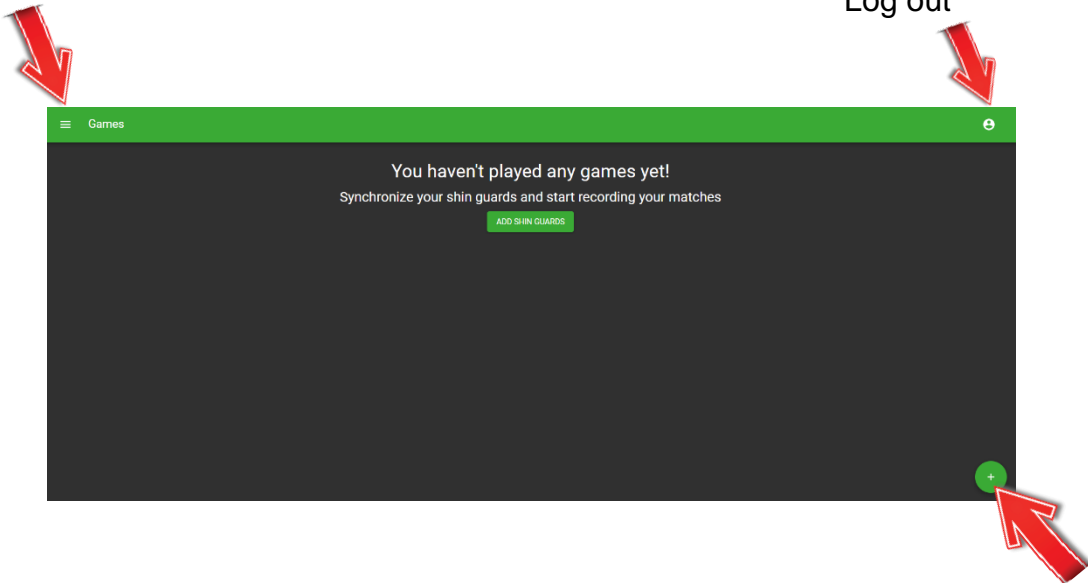 Log out
Games
You haven't played any games yet!
Synchronize your shin guards and start recording your matches
ADD SHIN GUARDS
+